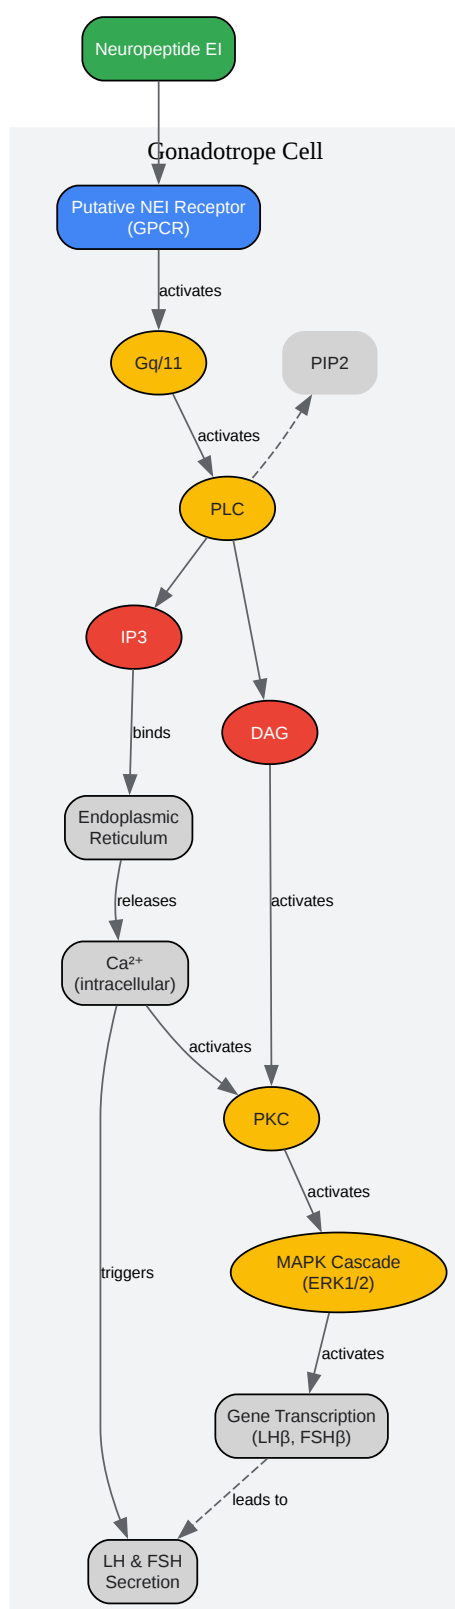 Neuropeptide EI
Gonadotrope Cell
Putative NEI Receptor
(GPCR)
activates
Gq/11
PIP2
activates
PLC
IP3
DAG
binds
Endoplasmic
Reticulum
releases
activates
Ca²⁺
(intracellular)
activates
PKC
activates
MAPK Cascade
(ERK1/2)
triggers
activates
Gene Transcription
(LHβ, FSHβ)
leads to
LH & FSH
Secretion